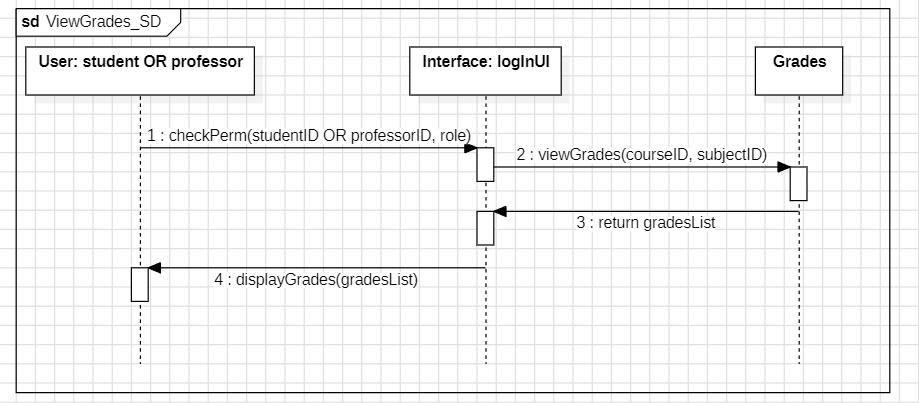 sd ViewGrades_SD
User: student OR professor
Interface: logInUI
Grades
1 : checkPerm(studentID OR professorID, role)
2 : viewGrades(courseID, subjectID)
3 : return gradesList
4 : displayGrades(gradesList)